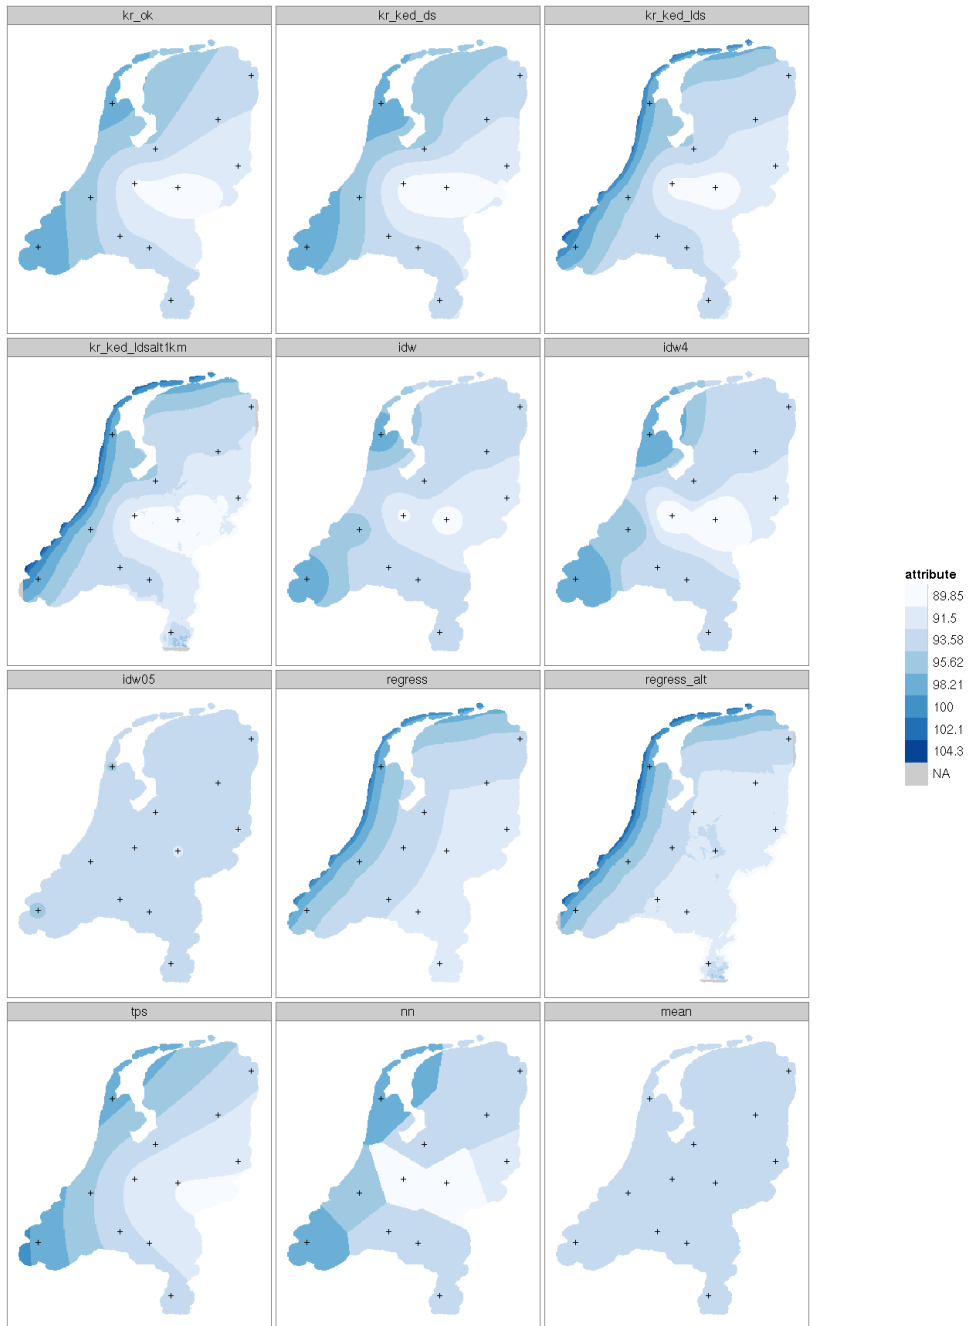 kr_ok
kr_ked_ds
kr_ked_lds
kr_ked_ldsalt1km
idw
idw4
attribute
89.85
91.5
93.58
95.62
98.21
100
102.1
104.3
NA
idw05
regress
regress_alt
tps
nn
mean